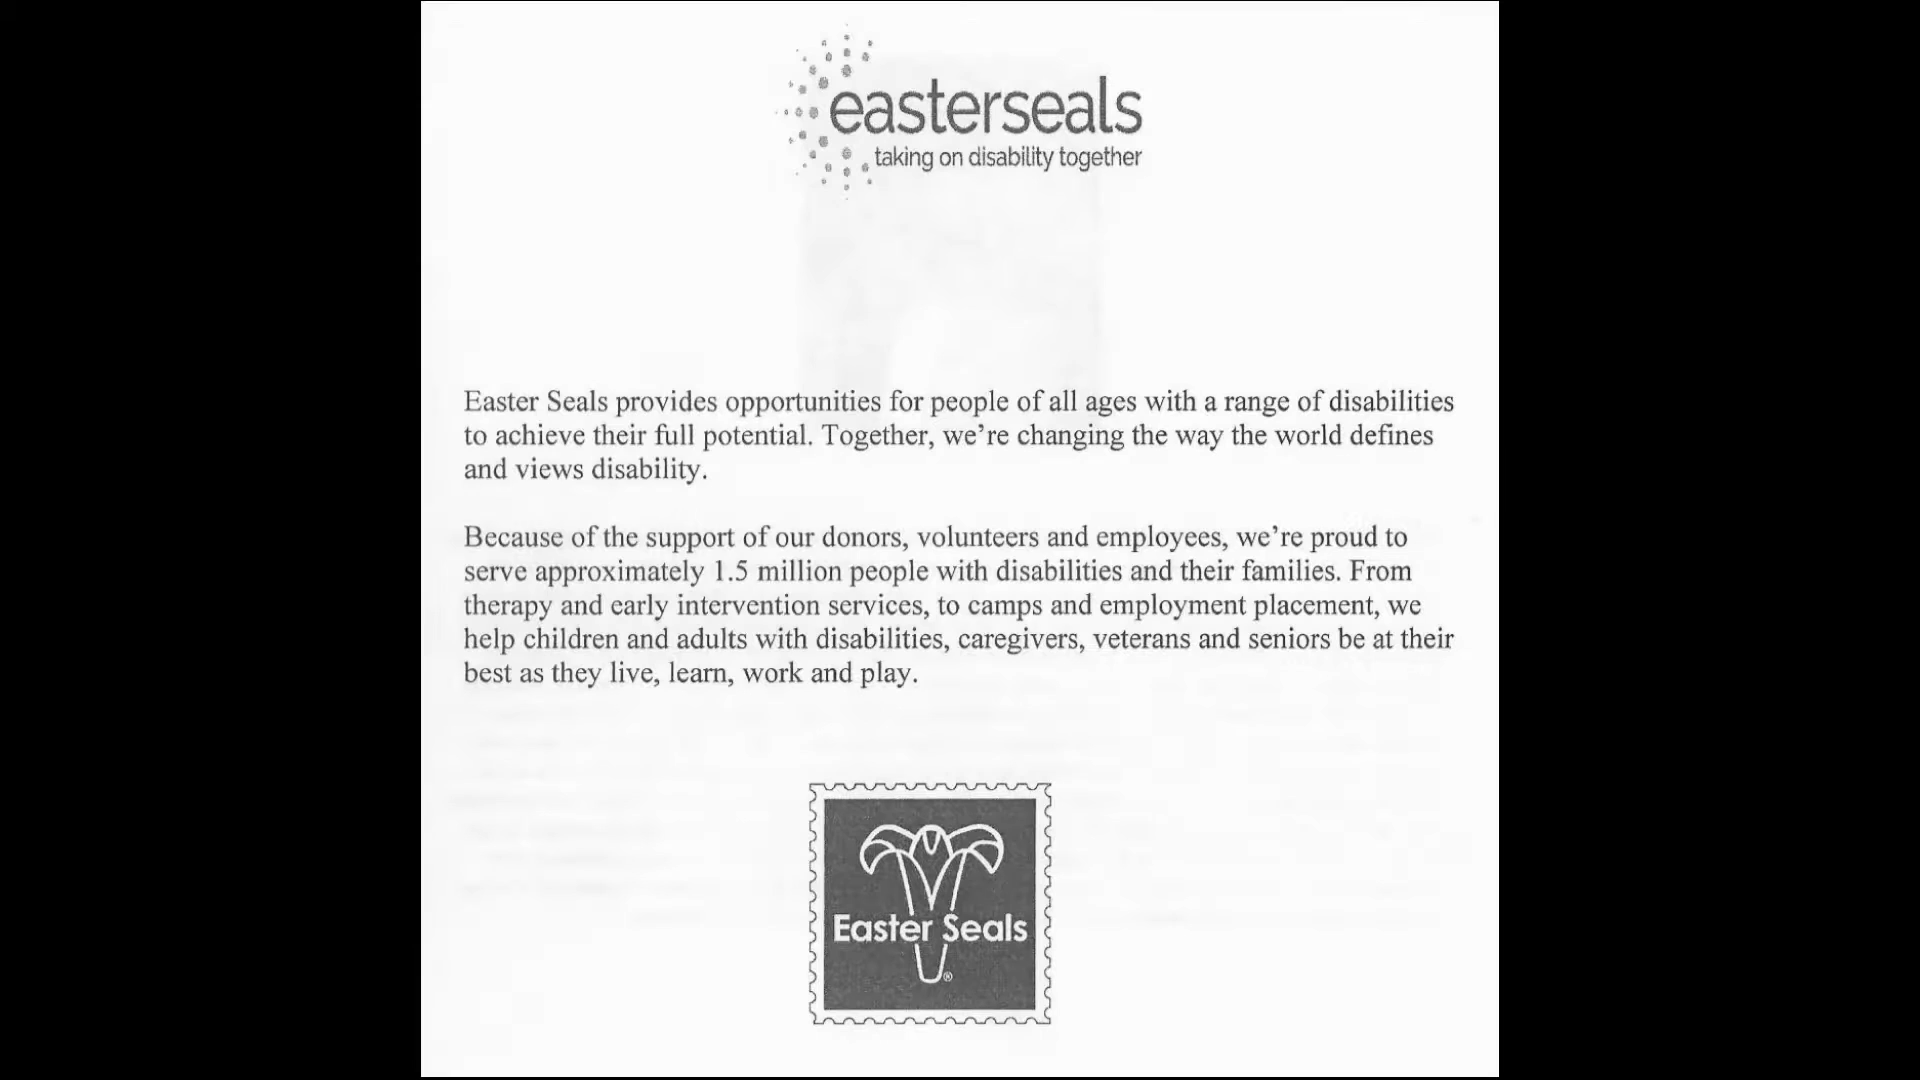 easterseals
taking on disability together
Easter Seals provides opportunities for people of all ages with a range of disabilities
to achieve their full potential. Together, we're changing the way the world defines
and views disability.
Because of the support of our donors, volunteers and employees, we're proud to
serve approximately 1.5 million people with disabilities and their families. From
therapy and early intervention services, to camps and employment placement, we
help children and adults with disabilities, caregivers, veterans and seniors be at their
best as they live, learn, work and play.
Easter Seals
®